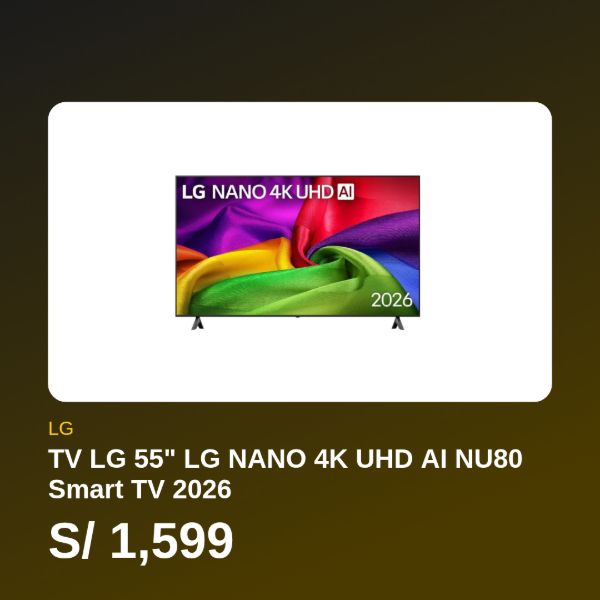 LG NANO 4K UHD AI
2026
LG
TV LG 55" LG NANO 4K UHD AI NU80
Smart TV 2026
S/ 1,599